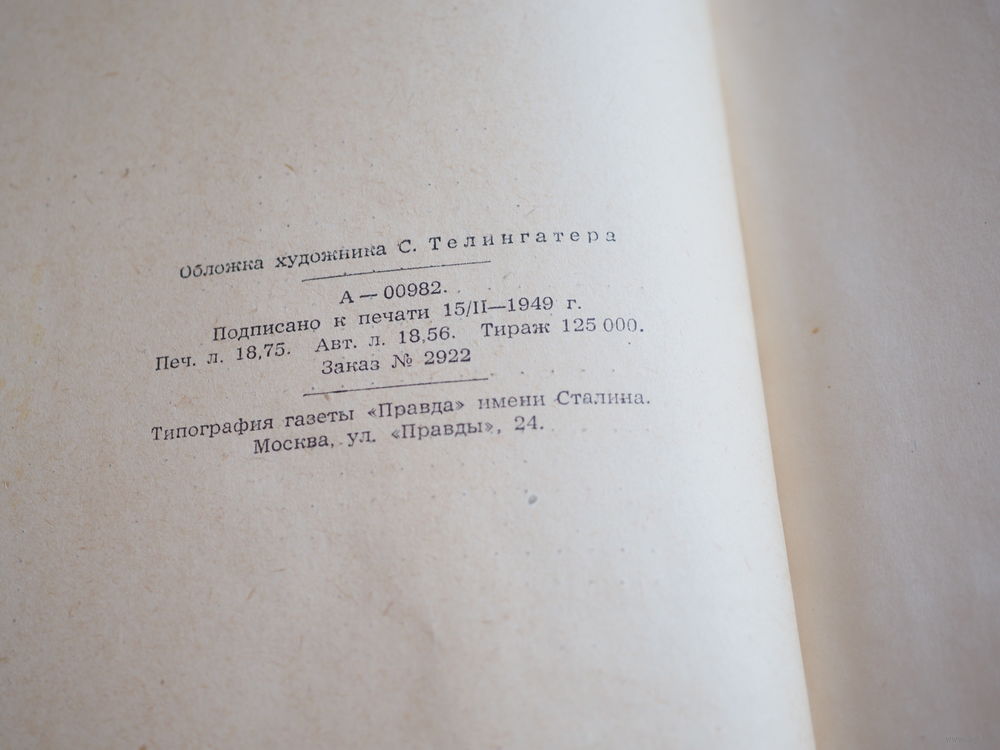 Обложка художника С. Телингатера
А — 00982.
Подписано к печати 15/II—1949 г.
Печ. л. 18,75. Авт. л. 18,56. Тираж 125 000.
Заказ № 2922
Типография газеты «Правда» имени Сталина.
Москва, ул. «Правды», 24.